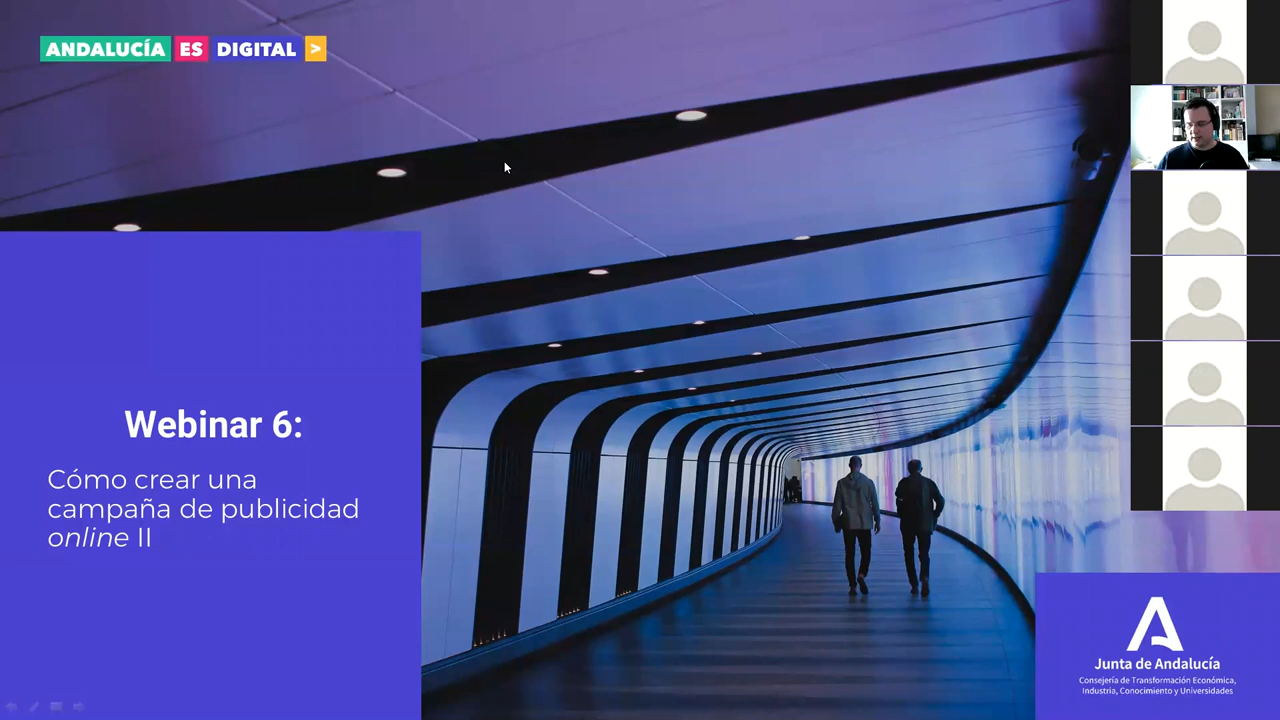 ANDALUCÍA ES DIGITAL >
Webinar 6:
Cómo crear una
campaña de publicidad
online II
Junta de Andalucía
Consejería de Transformación Económica,
Industria, Conocimiento y Universidades